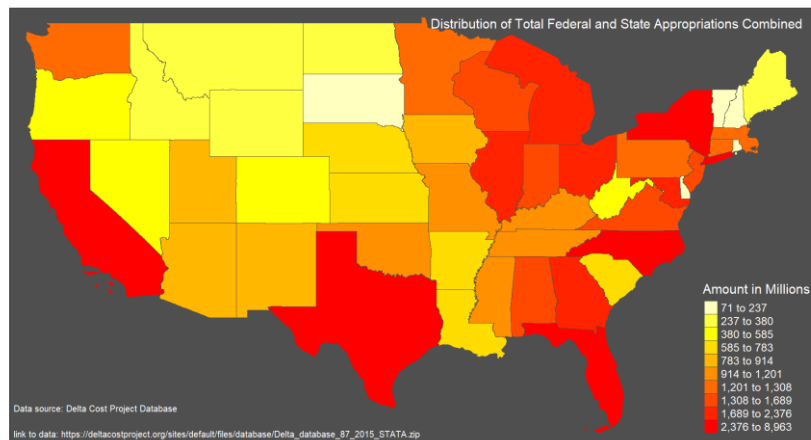 Distribution of Total Federal and State Appropriations Combined
Amount in Millions
71 to 237
237 to 380
380 to 585
585 to 783
783 to 914
914 to 1,201
1,201 to 1,308
1,308 to 1,689
1,689 to 2,376
2,376 to 8,963
Data source: Delta Cost Project Database
link to data: https://deltacostproject.org/sites/default/files/database/Delta_database_87_2015_STATA.zip